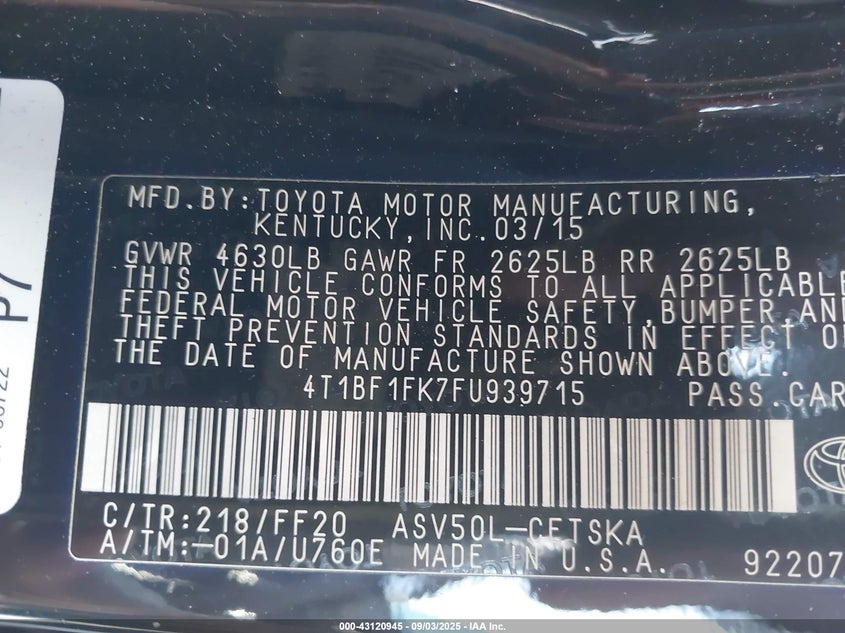 MFD.BY:TOYOTA MOTOR MANUFACTURING,
KENTUCKY,INC.03/15
GVWR 4630LB GAWR FR 2625LB RR 2625LB
THIS VEHICLE CONFORMS TO ALL APPLICABLE
FEDERAL MOTOR VEHICLE SAFETY,BUMPER AND
THEFT PREVENTION STANDARDS IN EFFECT O
THE DATE OF MANUFACTURE SHOWN ABOVE.
4T1BF1FK7FU939715 PASS.CAR
C/TR:218/FF20 ASV50L-CETSKA
A/TM:-01A/U760E MADE IN U.S.A.
92207
P7
000-43120945 - 09/03/2025 - IAA Inc.